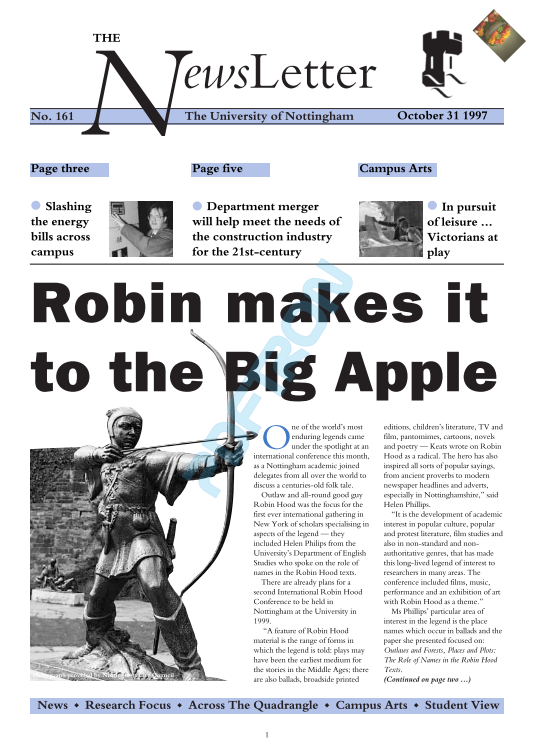 THE
NewsLetter
No. 161
The University of Nottingham
October 31 1997
Page three
Slashing
the energy
bills across
campus
Page five
Department merger
will help meet the needs of
the construction industry
for the 21st-century
Campus Arts
In pursuit
of leisure ...
Victorians at
play
Robin makes it
to the Big Apple
One of the world's most
enduring legends came
under the spotlight at an
international conference this month,
as a Nottingham academic joined
delegates from all over the world to
discuss a centuries-old folk tale.
Outlaw and all-round good guy
Robin Hood was the focus for the
first ever international gathering in
New York of scholars specialising in
aspects of the legend — they
included Helen Philips from the
University's Department of English
Studies who spoke on the role of
names in the Robin Hood texts.
There are already plans for a
second International Robin Hood
Conference to be held in
Nottingham at the University in
1999.
"A feature of Robin Hood
material is the range of forms in
which the legend is told: plays may
have been the earliest medium for
the stories in the Middle Ages; there
are also ballads, broadside printed
editions, children's literature, TV and
film, pantomimes, cartoons, novels
and poetry — Keats wrote on Robin
Hood as a radical. The hero has also
inspired all sorts of popular sayings,
from ancient proverbs to modern
newspaper headlines and adverts,
especially in Nottinghamshire," said
Helen Phillips.
"It is the development of academic
interest in popular culture, popular
and protest literature, film studies and
also in non-standard and non-
authoritative genres, that has made
this long-lived legend of interest to
researchers in many areas. The
conference included films, music,
performance and an exhibition of art
with Robin Hood as a theme."
Ms Phillips' particular area of
interest in the legend is the place
names which occur in ballads and the
paper she presented focused on:
Outlaws and Forests, Places and Plots:
The Role of Names in the Robin Hood
Texts.
(Continued on page two ...)
News ◆ Research Focus ◆ Across The Quadrangle ◆ Campus Arts ◆ Student View
1